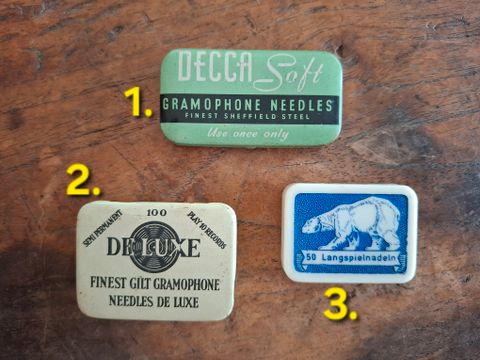 1.
DECCA Soft
GRAMOPHONE NEEDLES
FINEST SHEFFIELD STEEL
Use once only
2.
100
SEMI PERMANENT
PLAY 10 RECORDS
DE LUXE
FINEST GILT GRAMOPHONE
NEEDLES DE LUXE
50 Langspielnadeln
3.